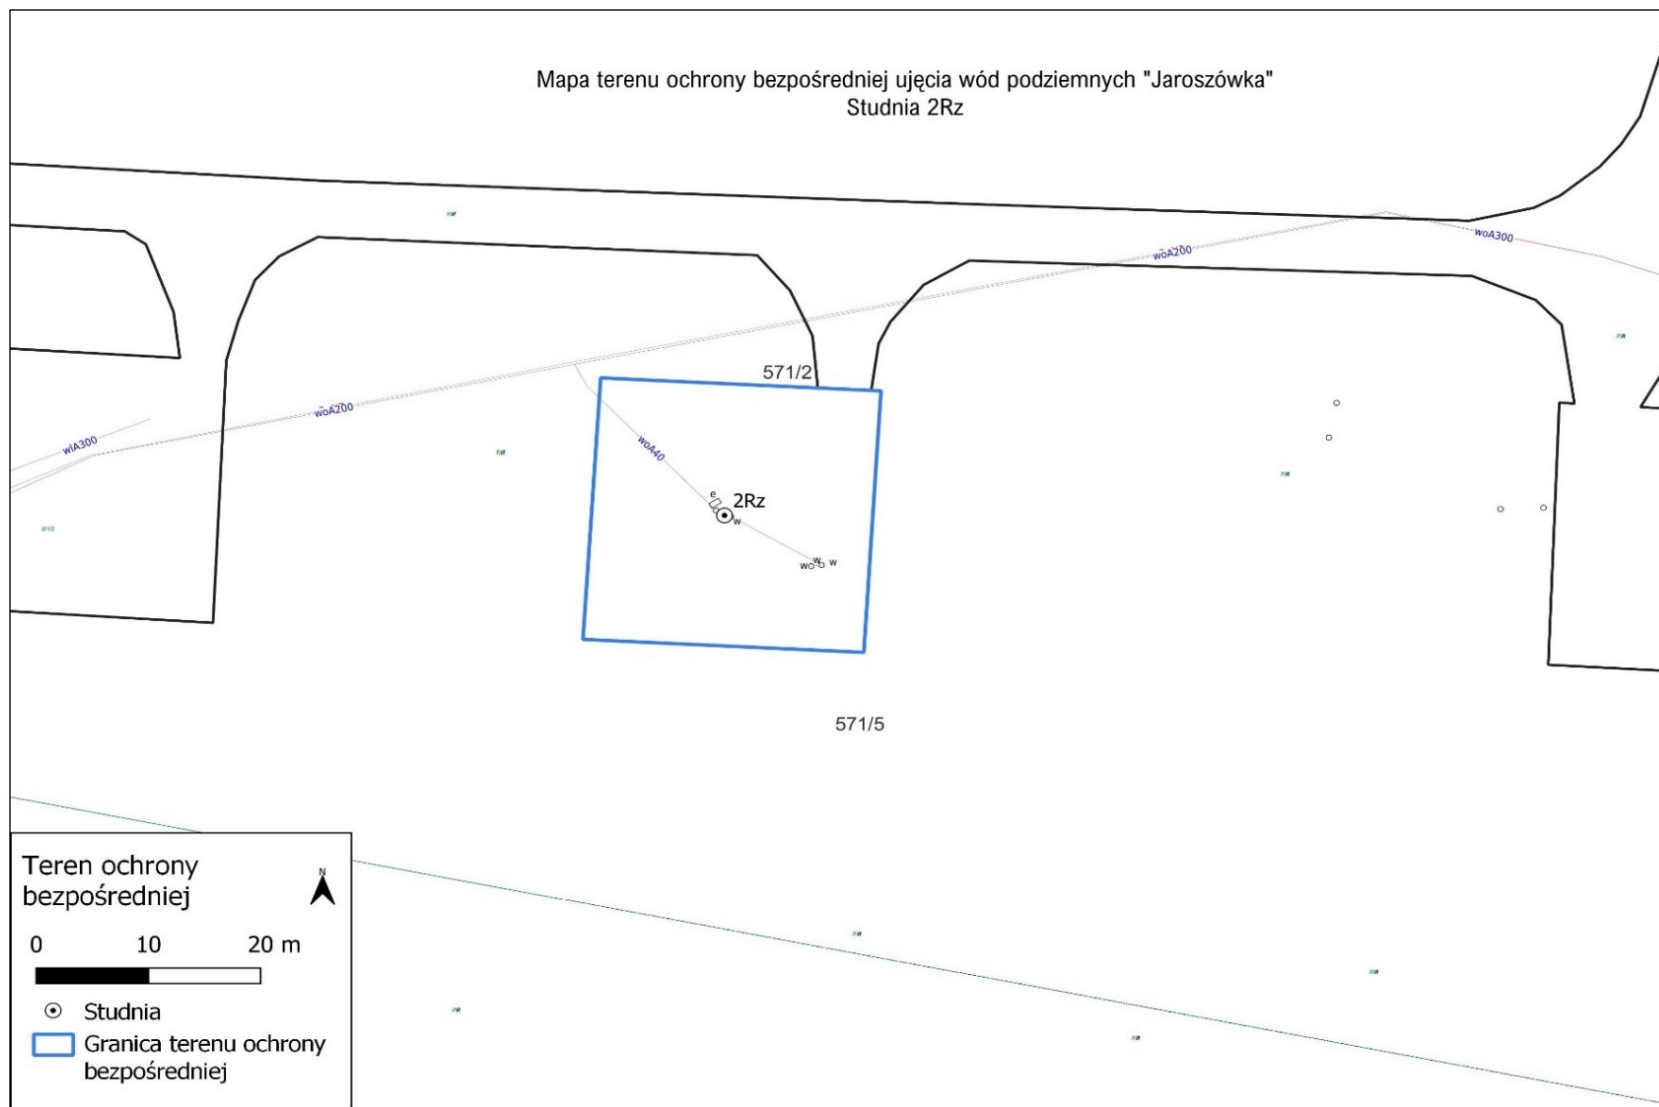 Mapa terenu ochrony bezpośredniej ujęcia wód podziemnych "Jaroszówka"
Studnia 2Rz
woA300
woA200
571/2
woA200
wlA300
woA40
e
2Rz
w
w
w
w
571/5
Teren ochrony
bezpośredniej
N
0 10 20 m
Studnia
Granica terenu ochrony
bezpośredniej